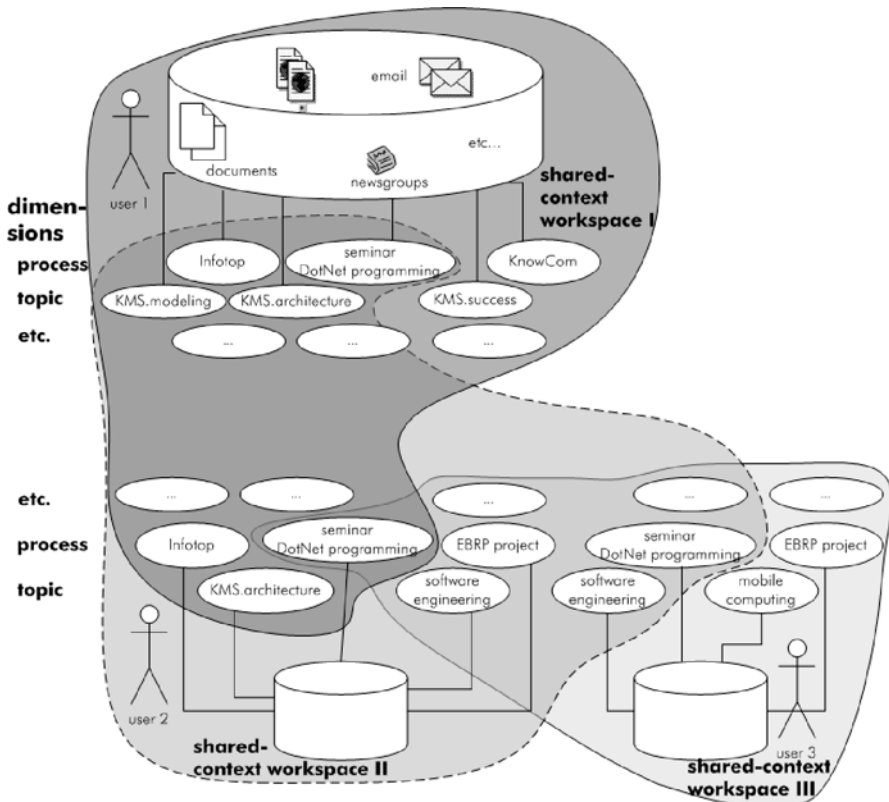 email
etc...
documents
newsgroups
user 1
shared-
context
workspace I
dimen-
sions
process
Infotop
seminar
DotNet programming
KnowCom
topic
KMS.modeling
KMS.architecture
KMS.success
etc.
...
...
...
etc.
...
...
...
...
...
process
Infotop
seminar
DotNet programming
EBRP project
seminar
DotNet programming
EBRP project
topic
KMS.architecture
software
engineering
software
engineering
mobile
computing
user 2
shared-
context workspace II
user 3
shared-context
workspace III